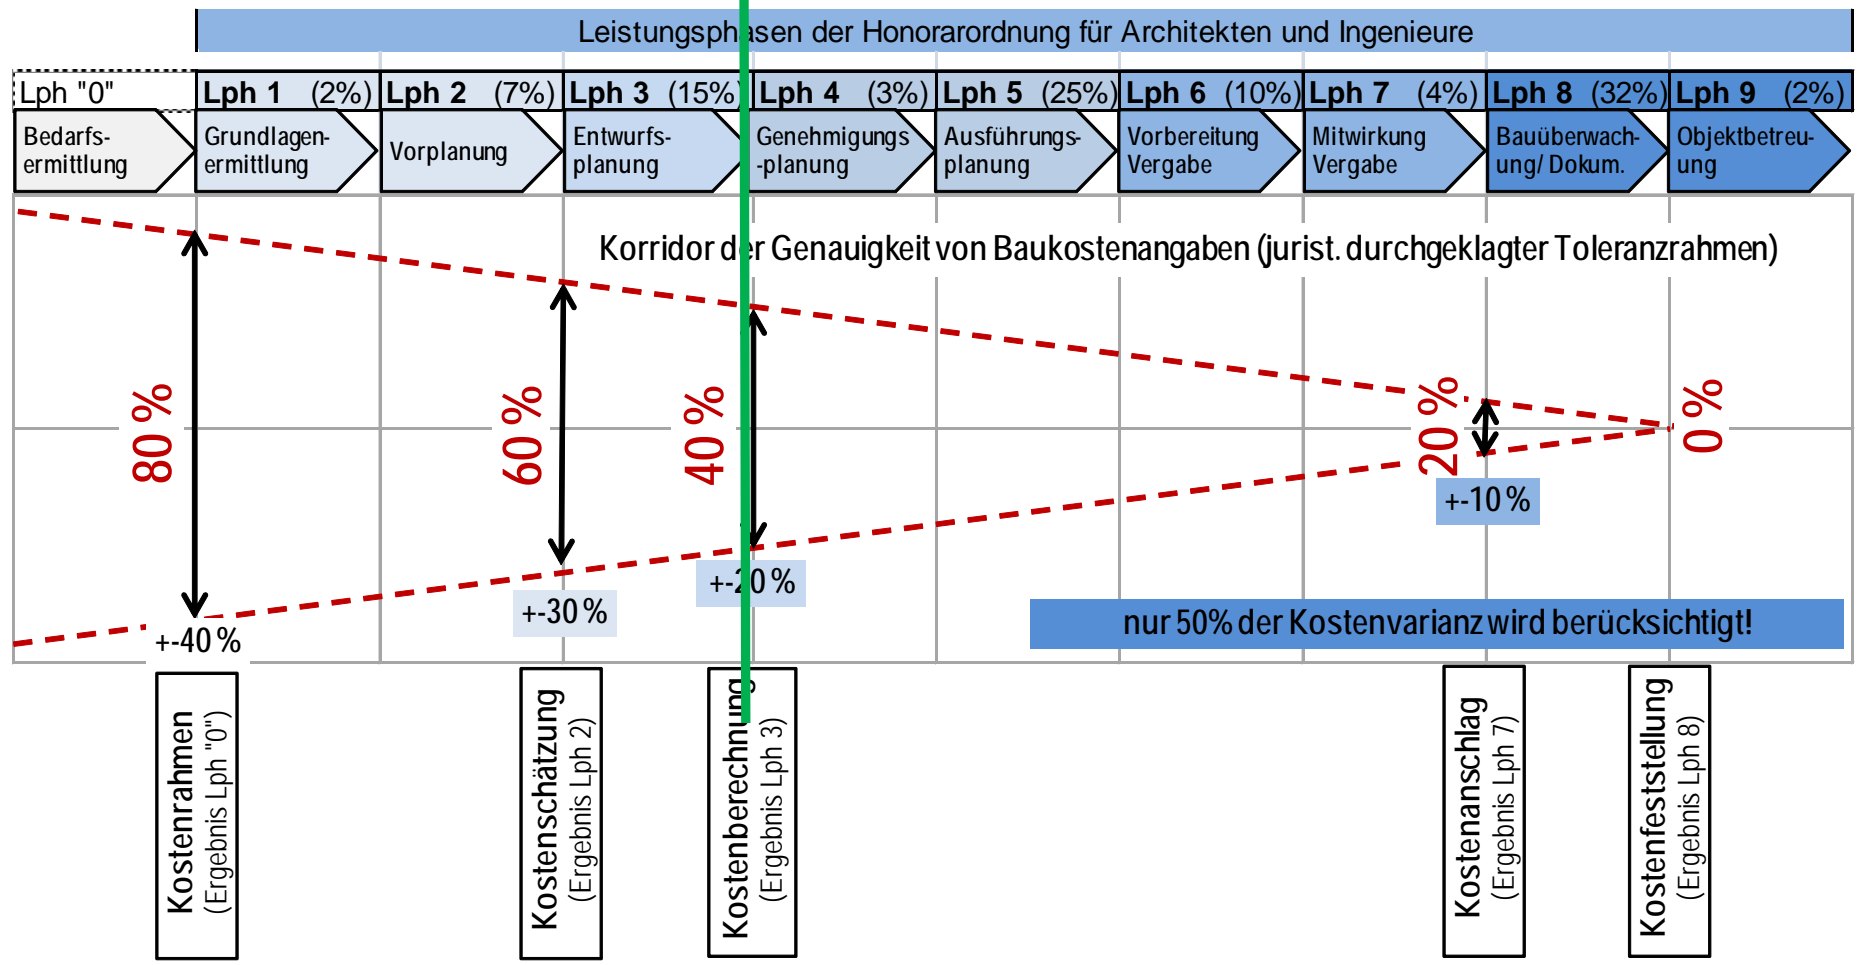 Leistungsphasen der Honorarordnung für Architekten und Ingenieure
Lph "0"
Lph 1 (2%)
Lph 2 (7%)
Lph 3 (15%)
Lph 4 (3%)
Lph 5 (25%)
Lph 6 (10%)
Lph 7 (4%)
Lph 8 (32%)
Lph 9 (2%)
Bedarfs-
ermittlung
Grundlagen-
ermittlung
Vorplanung
Entwurfs-
planung
Genehmigungs
-planung
Ausführungs-
planung
Vorbereitung
Vergabe
Mitwirkung
Vergabe
Bauüberwach-
ung/ Dokum.
Objektbetreu-
ung
Korridor der Genauigkeit von Baukostenangaben (jurist. durchgeklagter Toleranzrahmen)
80 %
60 %
40 %
20 %
0 %
+-40 %
+-30 %
+-20 %
+-10 %
nur 50% der Kostenvarianz wird berücksichtigt!
Kostenrahmen
(Ergebnis Lph "0")
Kostenschätzung
(Ergebnis Lph 2)
Kostenberechnung
(Ergebnis Lph 3)
Kostenanschlag
(Ergebnis Lph 7)
Kostenfeststellung
(Ergebnis Lph 8)